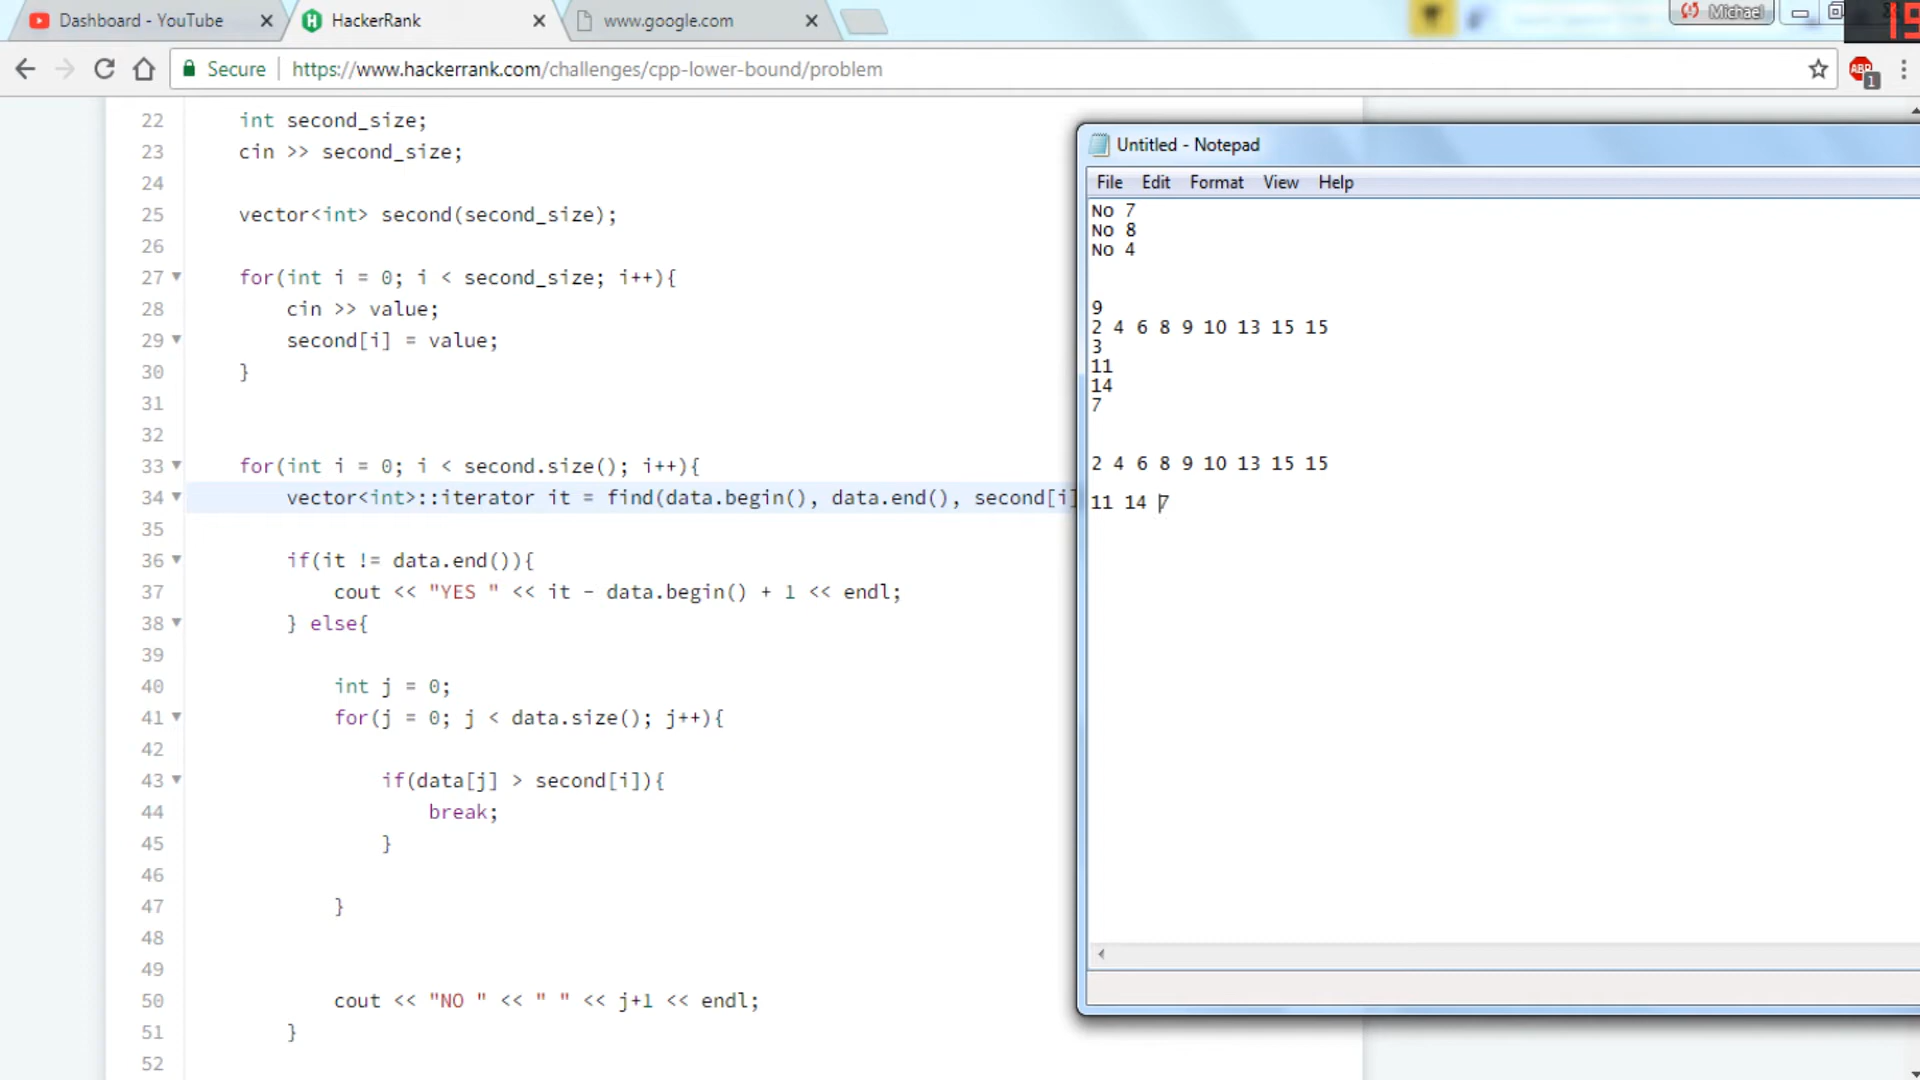 Dashboard - YouTube
HackerRank
www.google.com
Michael
Secure
https://www.hackerrank.com/challenges/cpp-lower-bound/problem
ABP
1
22 int second_size;
23 cin >> second_size;
24
25 vector<int> second(second_size);
26
27 for(int i = 0; i < second_size; i++){
28 cin >> value;
29 second[i] = value;
30 }
31
32
33 for(int i = 0; i < second.size(); i++){
34 vector<int>::iterator it = find(data.begin(), data.end(), second[i]
35
36 if(it != data.end()){
37 cout << "YES " << it - data.begin() + 1 << endl;
38 } else{
39
40 int j = 0;
41 for(j = 0; j < data.size(); j++){
42
43 if(data[j] > second[i]){
44 break;
45 }
46
47 }
48
49
50 cout << "NO " << " " << j+1 << endl;
51 }
52
Untitled - Notepad
File Edit Format View Help
No 7
No 8
No 4
9
2 4 6 8 9 10 13 15 15
3
11
14
7
2 4 6 8 9 10 13 15 15
11 14 7